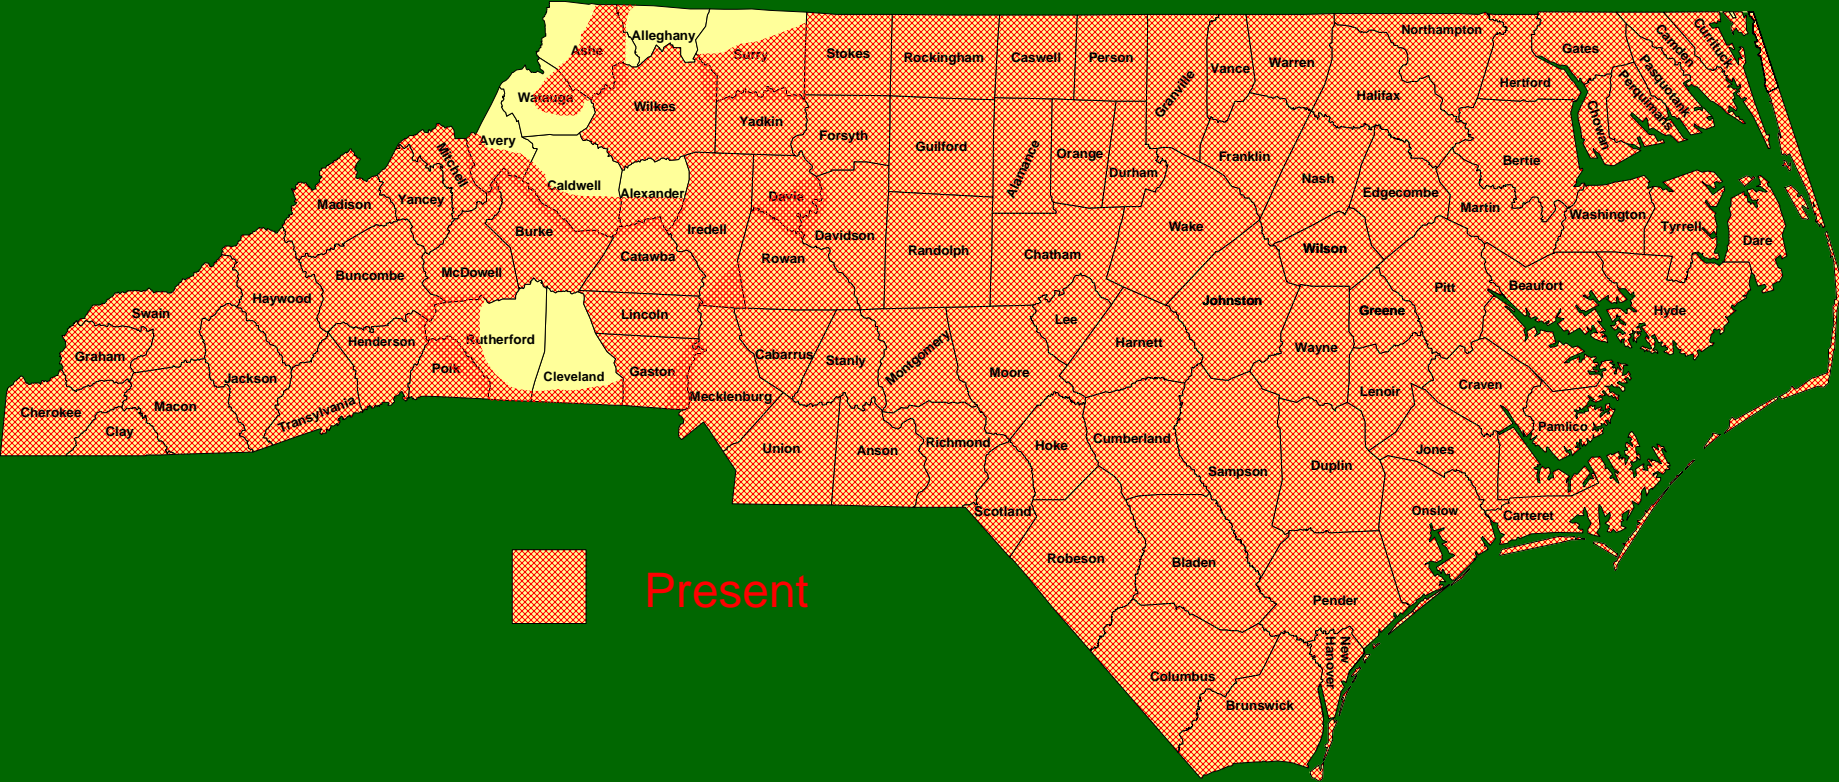 Ashe
Alleghany
Surry
Stokes
Rockingham
Caswell
Person
Granville
Vance
Warren
Northampton
Gates
Camden
Currituck
Hertford
Pasquotank
Perquimans
Chowan
Halifax
Watauga
Wilkes
Yadkin
Forsyth
Guilford
Alamance
Orange
Durham
Franklin
Nash
Edgecombe
Bertie
Avery
Mitchell
Caldwell
Alexander
Davie
Madison
Yancey
Burke
Iredell
Davidson
Randolph
Chatham
Wake
Wilson
Martin
Washington
Tyrrell
Dare
Buncombe
McDowell
Catawba
Rowan
Haywood
Swain
Johnston
Greene
Pitt
Beaufort
Hyde
Lincoln
Lee
Harnett
Wayne
Graham
Henderson
Rutherford
Cabarrus
Stanly
Montgomery
Moore
Jackson
Polk
Cleveland
Gaston
Mecklenburg
Lenoir
Craven
Cherokee
Clay
Macon
Transylvania
Union
Anson
Richmond
Hoke
Cumberland
Sampson
Duplin
Jones
Pamlico
Scotland
Onslow
Carteret
Robeson
Bladen
Pender
Present
New
Hanover
Columbus
Brunswick